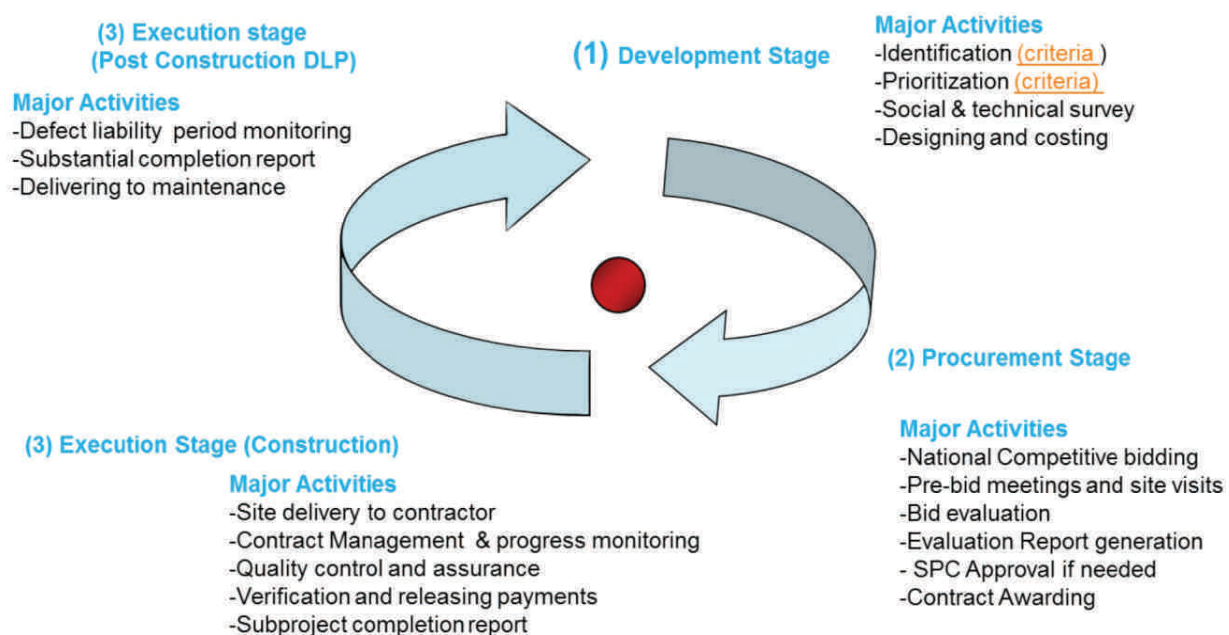 (3) Execution stage
(Post Construction DLP)
Major Activities
-Defect liability period monitoring
-Substantial completion report
-Delivering to maintenance
(1) Development Stage
Major Activities
-Identification (criteria )
-Prioritization (criteria)
-Social & technical survey
-Designing and costing
(2) Procurement Stage
Major Activities
-National Competitive bidding
-Pre-bid meetings and site visits
-Bid evaluation
-Evaluation Report generation
- SPC Approval if needed
-Contract Awarding
(3) Execution Stage (Construction)
Major Activities
-Site delivery to contractor
-Contract Management & progress monitoring
-Quality control and assurance
-Verification and releasing payments
-Subproject completion report